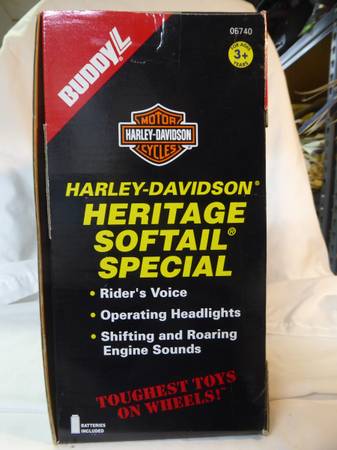 06740
BUDDY L
FOR AGES
3+
YEARS
MOTOR
HARLEY-DAVIDSON
CYCLES
HARLEY-DAVIDSON®
HERITAGE
SOFTAIL®
SPECIAL
• Rider's Voice
• Operating Headlights
• Shifting and Roaring
Engine Sounds
TOUGHEST TOYS
ON WHEELS!™
BATTERIES
INCLUDED